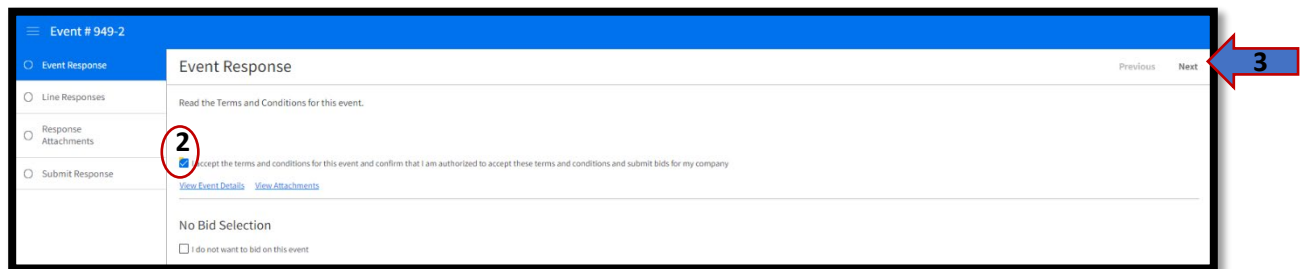 Event # 949-2
Event Response
Event Response
Previous Next
3
Line Responses
Read the Terms and Conditions for this event.
Response
Attachments
2
I accept the terms and conditions for this event and confirm that I am authorized to accept these terms and conditions and submit bids for my company
Submit Response
View Event Details View Attachments
No Bid Selection
I do not want to bid on this event